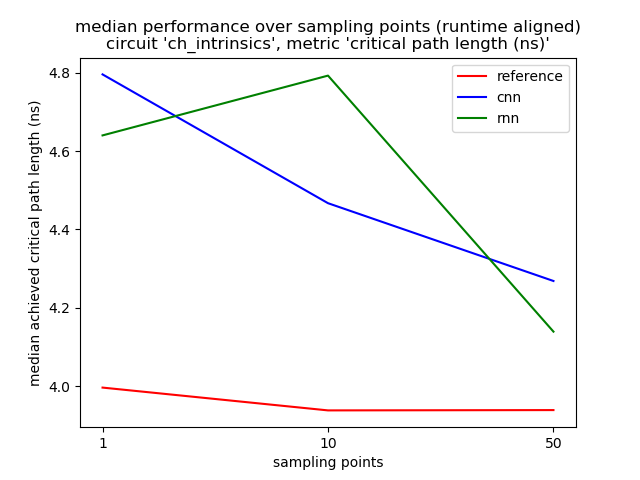 median performance over sampling points (runtime aligned)
circuit 'ch_intrinsics', metric 'critical path length (ns)'
reference
cnn
rnn
median achieved critical path length (ns)
4.8
4.6
4.4
4.2
4.0
1
10
50
sampling points